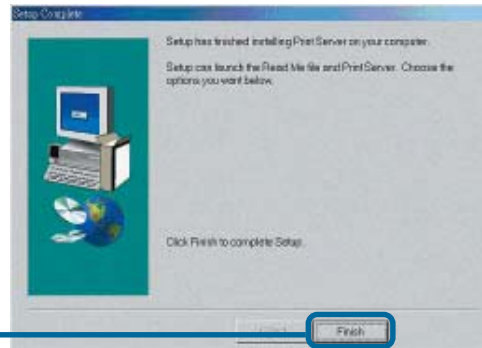 Setup Complete
Setup has finished installing Print Server on your computer.
Setup can launch the Read Me file and Print Server. Choose the
options you want below.
Click Finish to complete Setup.
Finish